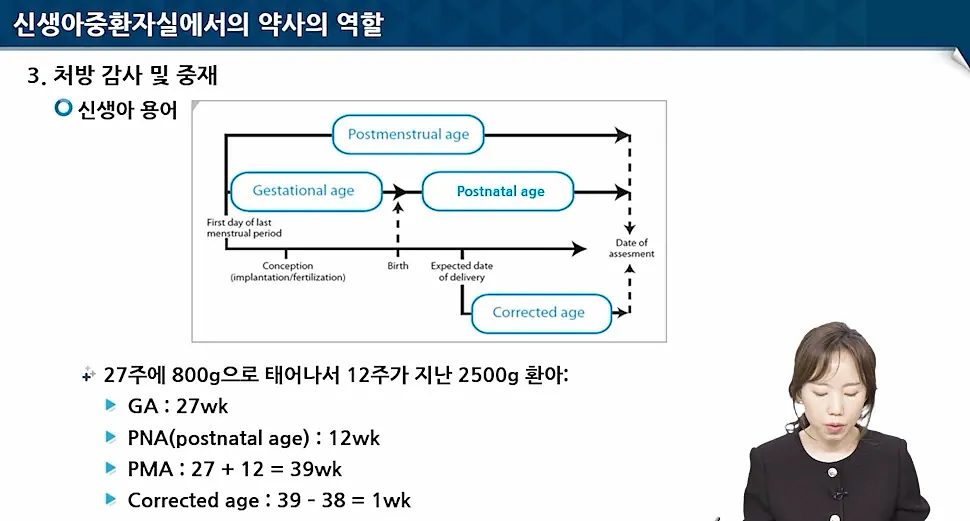 신생아중환자실에서의 약사의 역할
3. 처방 감사 및 중재
신생아 용어
Postmenstrual age
Gestational age
Postnatal age
First day of last
menstrual period
Conception
(implantation/fertilization)
Birth
Expected date
of delivery
Date of
assesment
Corrected age
27주에 800g으로 태어나서 12주가 지난 2500g 환아:
GA : 27wk
PNA(postnatal age) : 12wk
PMA : 27 + 12 = 39wk
Corrected age : 39 - 38 = 1wk